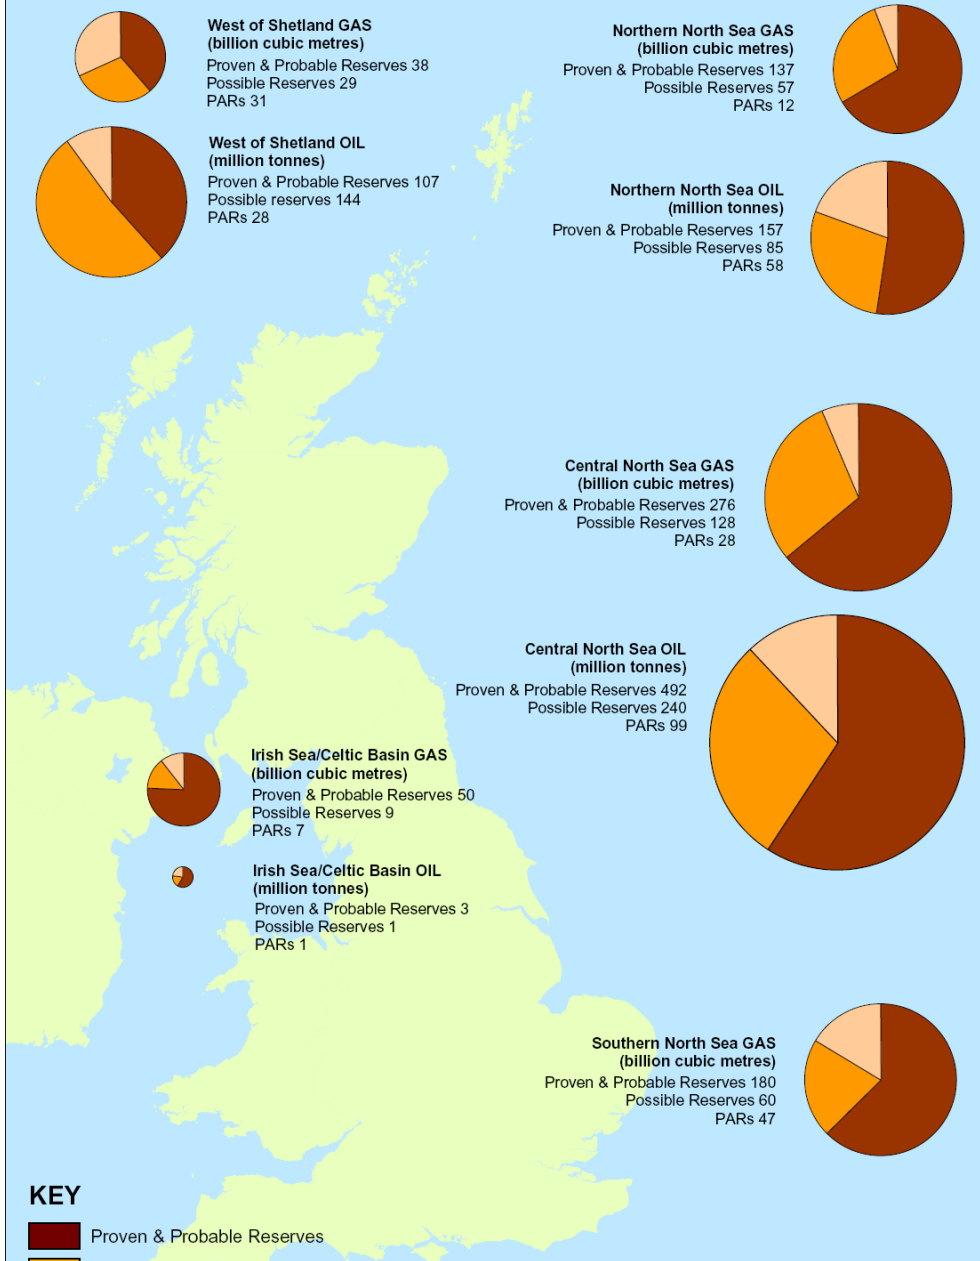 West of Shetland GAS
(billion cubic metres)
Proven & Probable Reserves 38
Possible Reserves 29
PARs 31
West of Shetland OIL
(million tonnes)
Proven & Probable Reserves 107
Possible reserves 144
PARs 28
Northern North Sea GAS
(billion cubic metres)
Proven & Probable Reserves 137
Possible Reserves 57
PARs 12
Northern North Sea OIL
(million tonnes)
Proven & Probable Reserves 157
Possible Reserves 85
PARs 58
Central North Sea GAS
(billion cubic metres)
Proven & Probable Reserves 276
Possible Reserves 128
PARs 28
Central North Sea OIL
(million tonnes)
Proven & Probable Reserves 492
Possible Reserves 240
PARs 99
Irish Sea/Celtic Basin GAS
(billion cubic metres)
Proven & Probable Reserves 50
Possible Reserves 9
PARs 7
Irish Sea/Celtic Basin OIL
(million tonnes)
Proven & Probable Reserves 3
Possible Reserves 1
PARs 1
Southern North Sea GAS
(billion cubic metres)
Proven & Probable Reserves 180
Possible Reserves 60
PARs 47
KEY
Proven & Probable Reserves